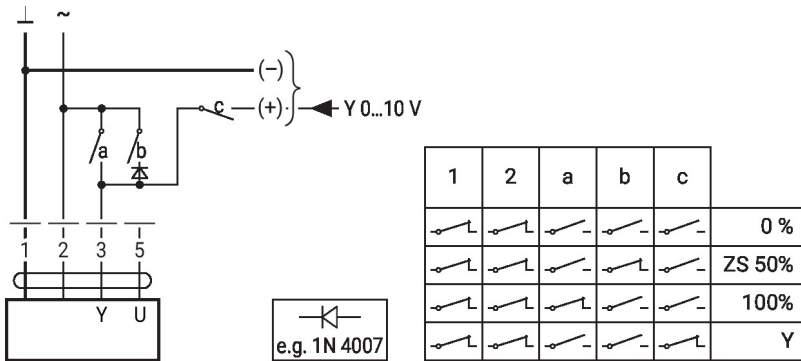 ⊥ ~
(–)
c (+) Y 0...10 V
a b
1 2 3 5
Y U
e.g. 1N 4007
1 2 a b c
0 %
ZS 50%
100%
Y